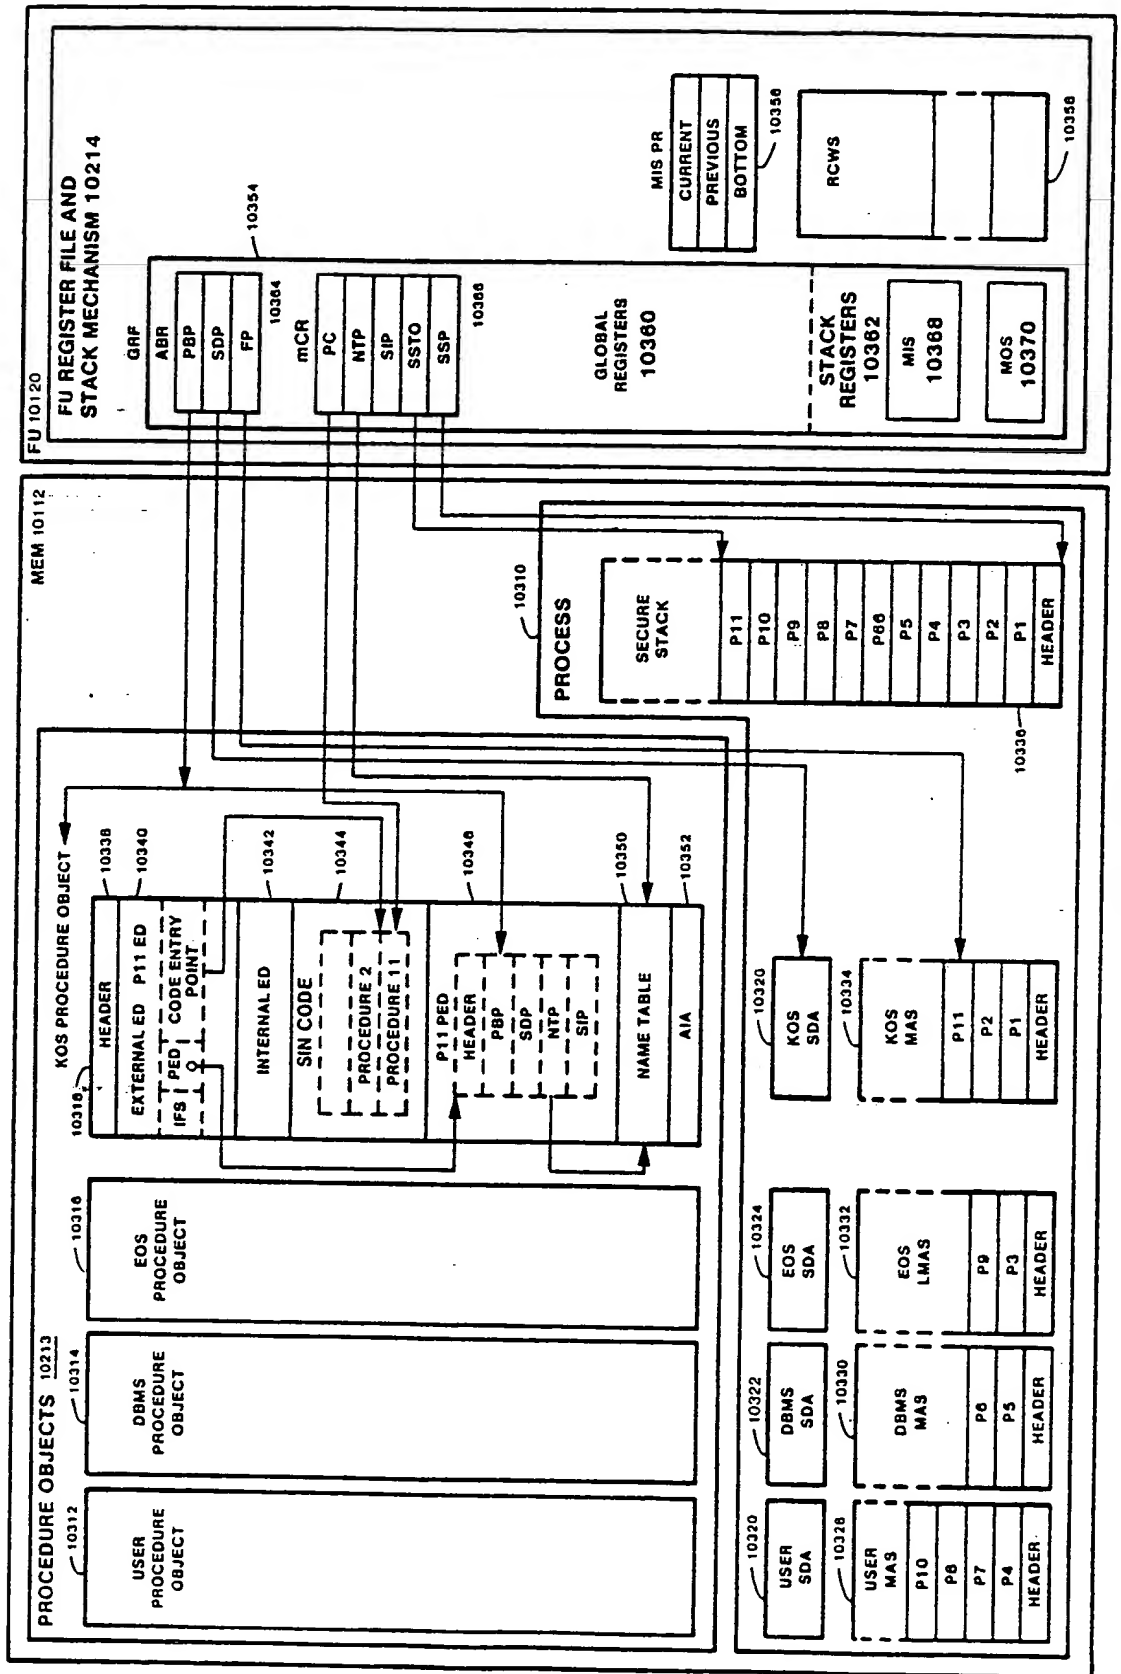 FU 10120
FU REGISTER FILE AND
STACK MECHANISM 10214
GRF
10354
ABR
PBP
SDP
FP
10364
mCR
PC
NTP
SIP
SSTO
SSP
10366
GLOBAL
REGISTERS
10360
STACK
REGISTERS
10362
MIS
10368
MOS
10370
MIS PR
CURRENT
PREVIOUS
BOTTOM
10356
RCWS
10358
MEM 10112
PROCEDURE OBJECTS 10213
10312
USER
PROCEDURE
OBJECT
10314
DBMS
PROCEDURE
OBJECT
10316
EOS
PROCEDURE
OBJECT
KOS PROCEDURE OBJECT
10318
HEADER
10338
EXTERNAL ED P11 ED
10340
IFS PED CODE ENTRY
POINT
INTERNAL ED
10342
SIN CODE
10344
PROCEDURE 2
PROCEDURE 11
P11 PED
10346
HEADER
PBP
SDP
NTP
SIP
NAME TABLE
10350
AIA
10352
10310
PROCESS
SECURE
STACK
P11
P10
P9
P8
P7
P66
P5
P4
P3
P2
P1
HEADER
10336
10320
USER
SDA
10322
DBMS
SDA
10324
EOS
SDA
10320
KOS
SDA
10328
USER
MAS
P10
P8
P7
P4
HEADER
10330
DBMS
MAS
P6
P5
HEADER
10332
EOS
LMAS
P9
P3
HEADER
10334
KOS
MAS
P11
P2
P1
HEADER